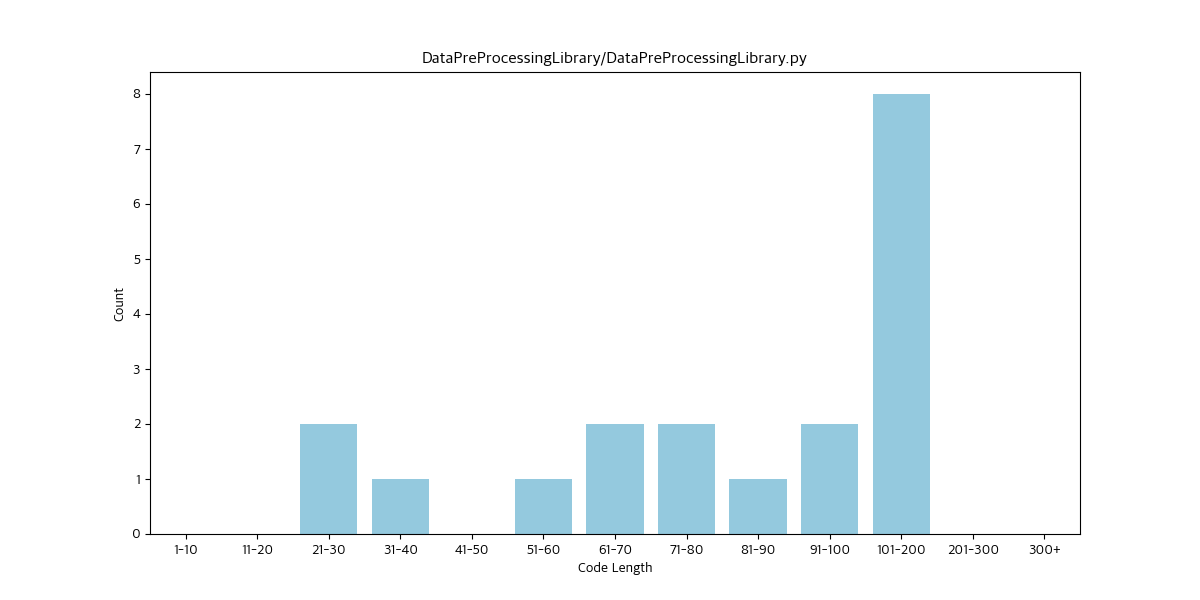 DataPreProcessingLibrary/DataPreProcessingLibrary.py
8
7
6
5
4
3
2
1
0
Count
1-10 11-20 21-30 31-40 41-50 51-60 61-70 71-80 81-90 91-100 101-200 201-300 300+
Code Length